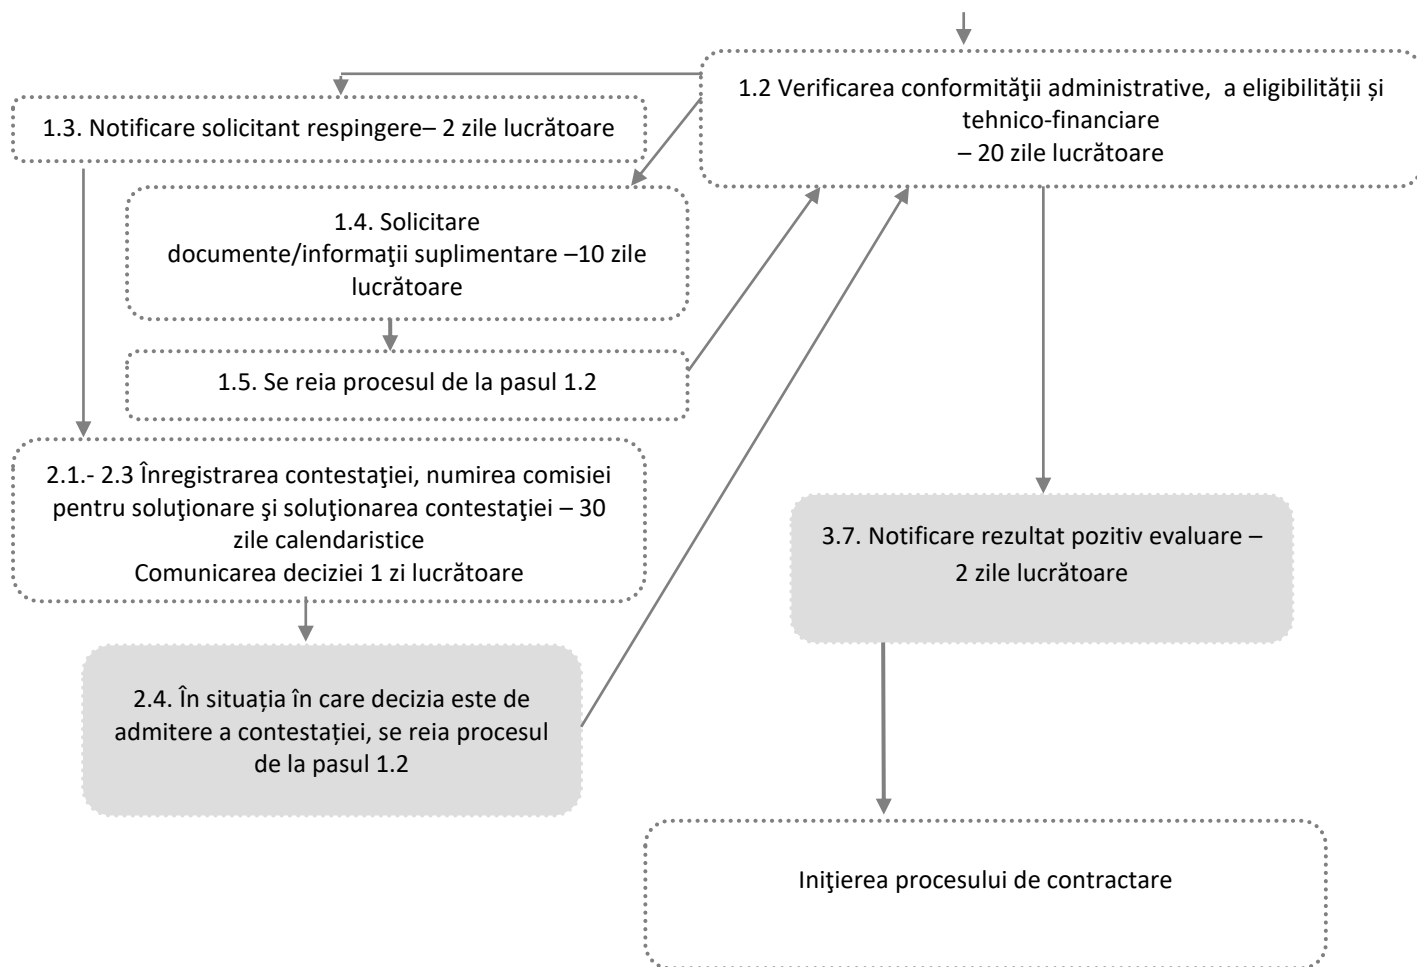 1.2 Verificarea conformităţii administrative,  a eligibilității și
tehnico-financiare
– 20 zile lucrătoare
1.3. Notificare solicitant respingere– 2 zile lucrătoare
1.4. Solicitare
documente/informaţii suplimentare –10 zile
lucrătoare
1.5. Se reia procesul de la pasul 1.2
2.1.- 2.3 Înregistrarea contestaţiei, numirea comisiei
pentru soluţionare şi soluţionarea contestaţiei – 30
zile calendaristice
Comunicarea deciziei 1 zi lucrătoare
3.7. Notificare rezultat pozitiv evaluare –
2 zile lucrătoare
2.4. În situația în care decizia este de
admitere a contestației, se reia procesul
de la pasul 1.2
Iniţierea procesului de contractare